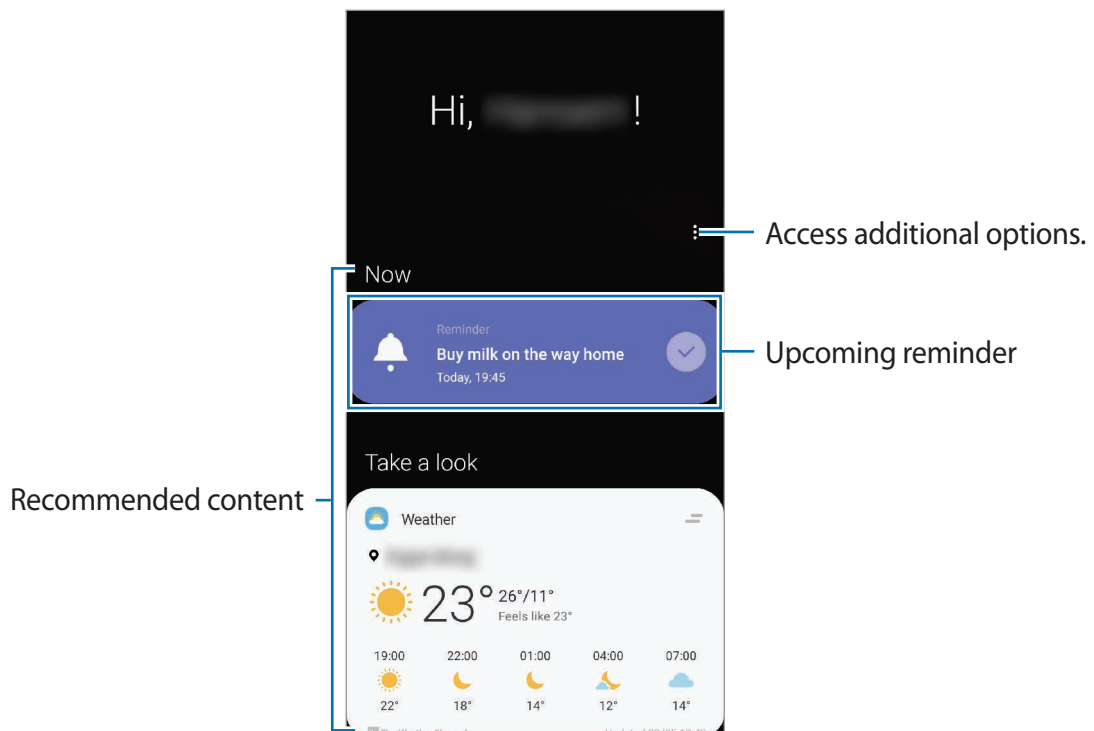 Hi, !
Access additional options.
Now
Reminder
Buy milk on the way home
Today, 19:45
Upcoming reminder
Take a look
Recommended content
Weather
23° 26°/11°
Feels like 23°
19:00 22:00 01:00 04:00 07:00
22° 18° 14° 12° 14°